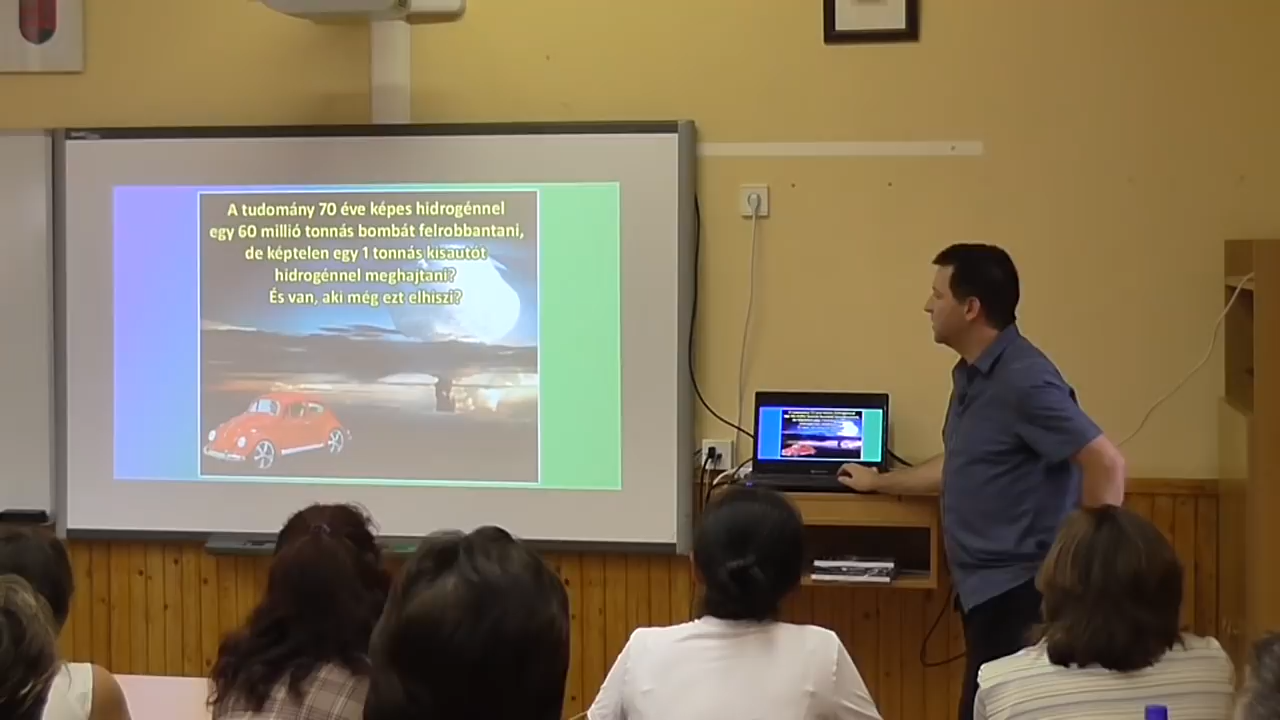 A tudomány 70 éve képes hidrogénnel
egy 60 millió tonnás bombát felrobbantani,
de képtelen egy 1 tonnás kisautót
hidrogénnel meghajtani?
És van, aki még ezt elhiszi?